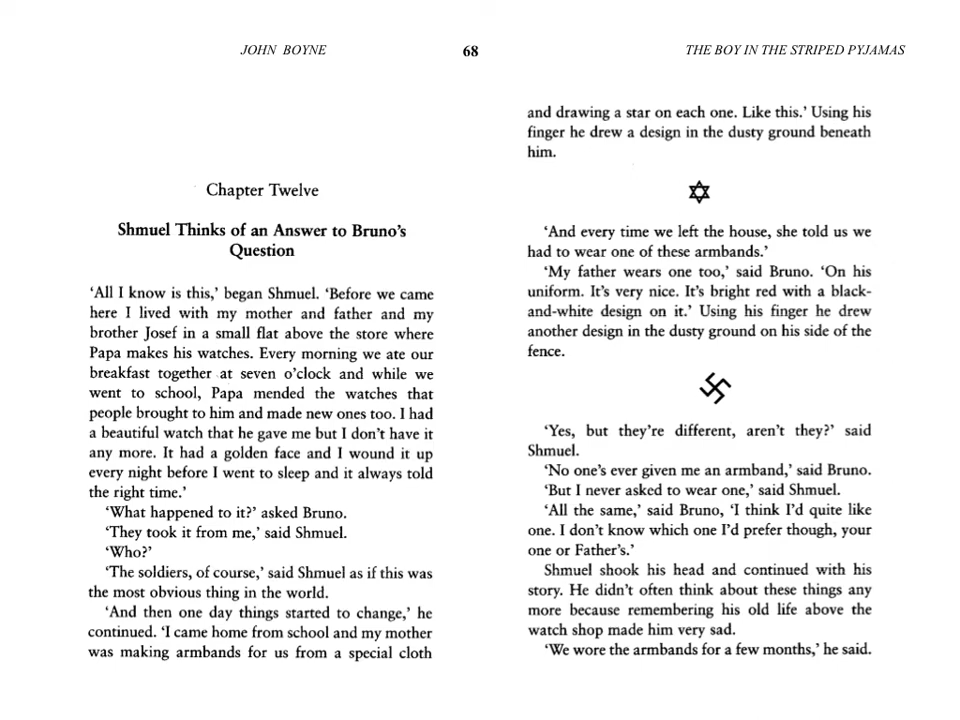 JOHN BOYNE
68
THE BOY IN THE STRIPED PYJAMAS
Chapter Twelve
Shmuel Thinks of an Answer to Bruno’s
Question
‘All I know is this,’ began Shmuel. ‘Before we came
here I lived with my mother and father and my
brother Josef in a small flat above the store where
Papa makes his watches. Every morning we ate our
breakfast together at seven o’clock and while we
went to school, Papa mended the watches that
people brought to him and made new ones too. I had
a beautiful watch that he gave me but I don’t have it
any more. It had a golden face and I wound it up
every night before I went to sleep and it always told
the right time.’
‘What happened to it?’ asked Bruno.
‘They took it from me,’ said Shmuel.
‘Who?’
‘The soldiers, of course,’ said Shmuel as if this was
the most obvious thing in the world.
‘And then one day things started to change,’ he
continued. ‘I came home from school and my mother
was making armbands for us from a special cloth
and drawing a star on each one. Like this.’ Using his
finger he drew a design in the dusty ground beneath
him.
‘And every time we left the house, she told us we
had to wear one of these armbands.’
‘My father wears one too,’ said Bruno. ‘On his
uniform. It’s very nice. It’s bright red with a black-
and-white design on it.’ Using his finger he drew
another design in the dusty ground on his side of the
fence.
‘Yes, but they’re different, aren’t they?’ said
Shmuel.
‘No one’s ever given me an armband,’ said Bruno.
‘But I never asked to wear one,’ said Shmuel.
‘All the same,’ said Bruno, ‘I think I’d quite like
one. I don’t know which one I’d prefer though, your
one or Father’s.’
Shmuel shook his head and continued with his
story. He didn’t often think about these things any
more because remembering his old life above the
watch shop made him very sad.
‘We wore the armbands for a few months,’ he said.